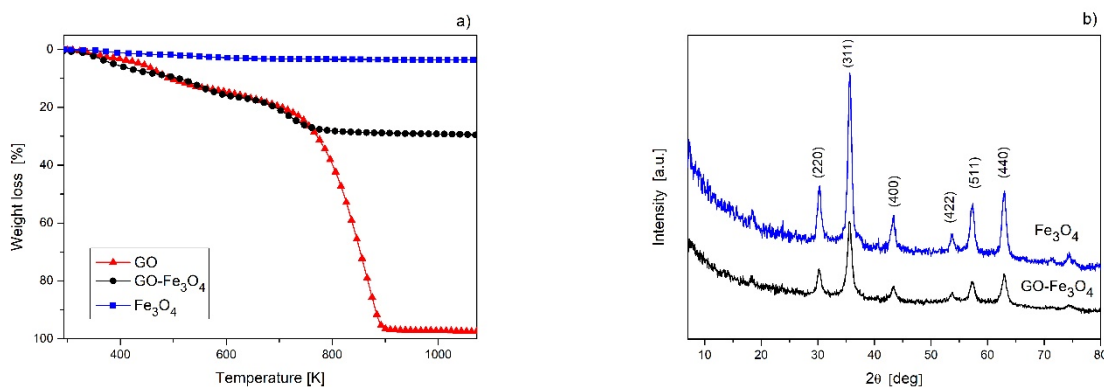 a)
0
20
40
60
80
100
Weight loss [%]
GO
GO-Fe₃O₄
Fe₃O₄
400
600
800
1000
Temperature [K]
b)
Intensity [a.u.]
(220)
(311)
(400)
(422)
(511)
(440)
Fe₃O₄
GO-Fe₃O₄
10
20
30
40
50
60
70
80
2θ [deg]